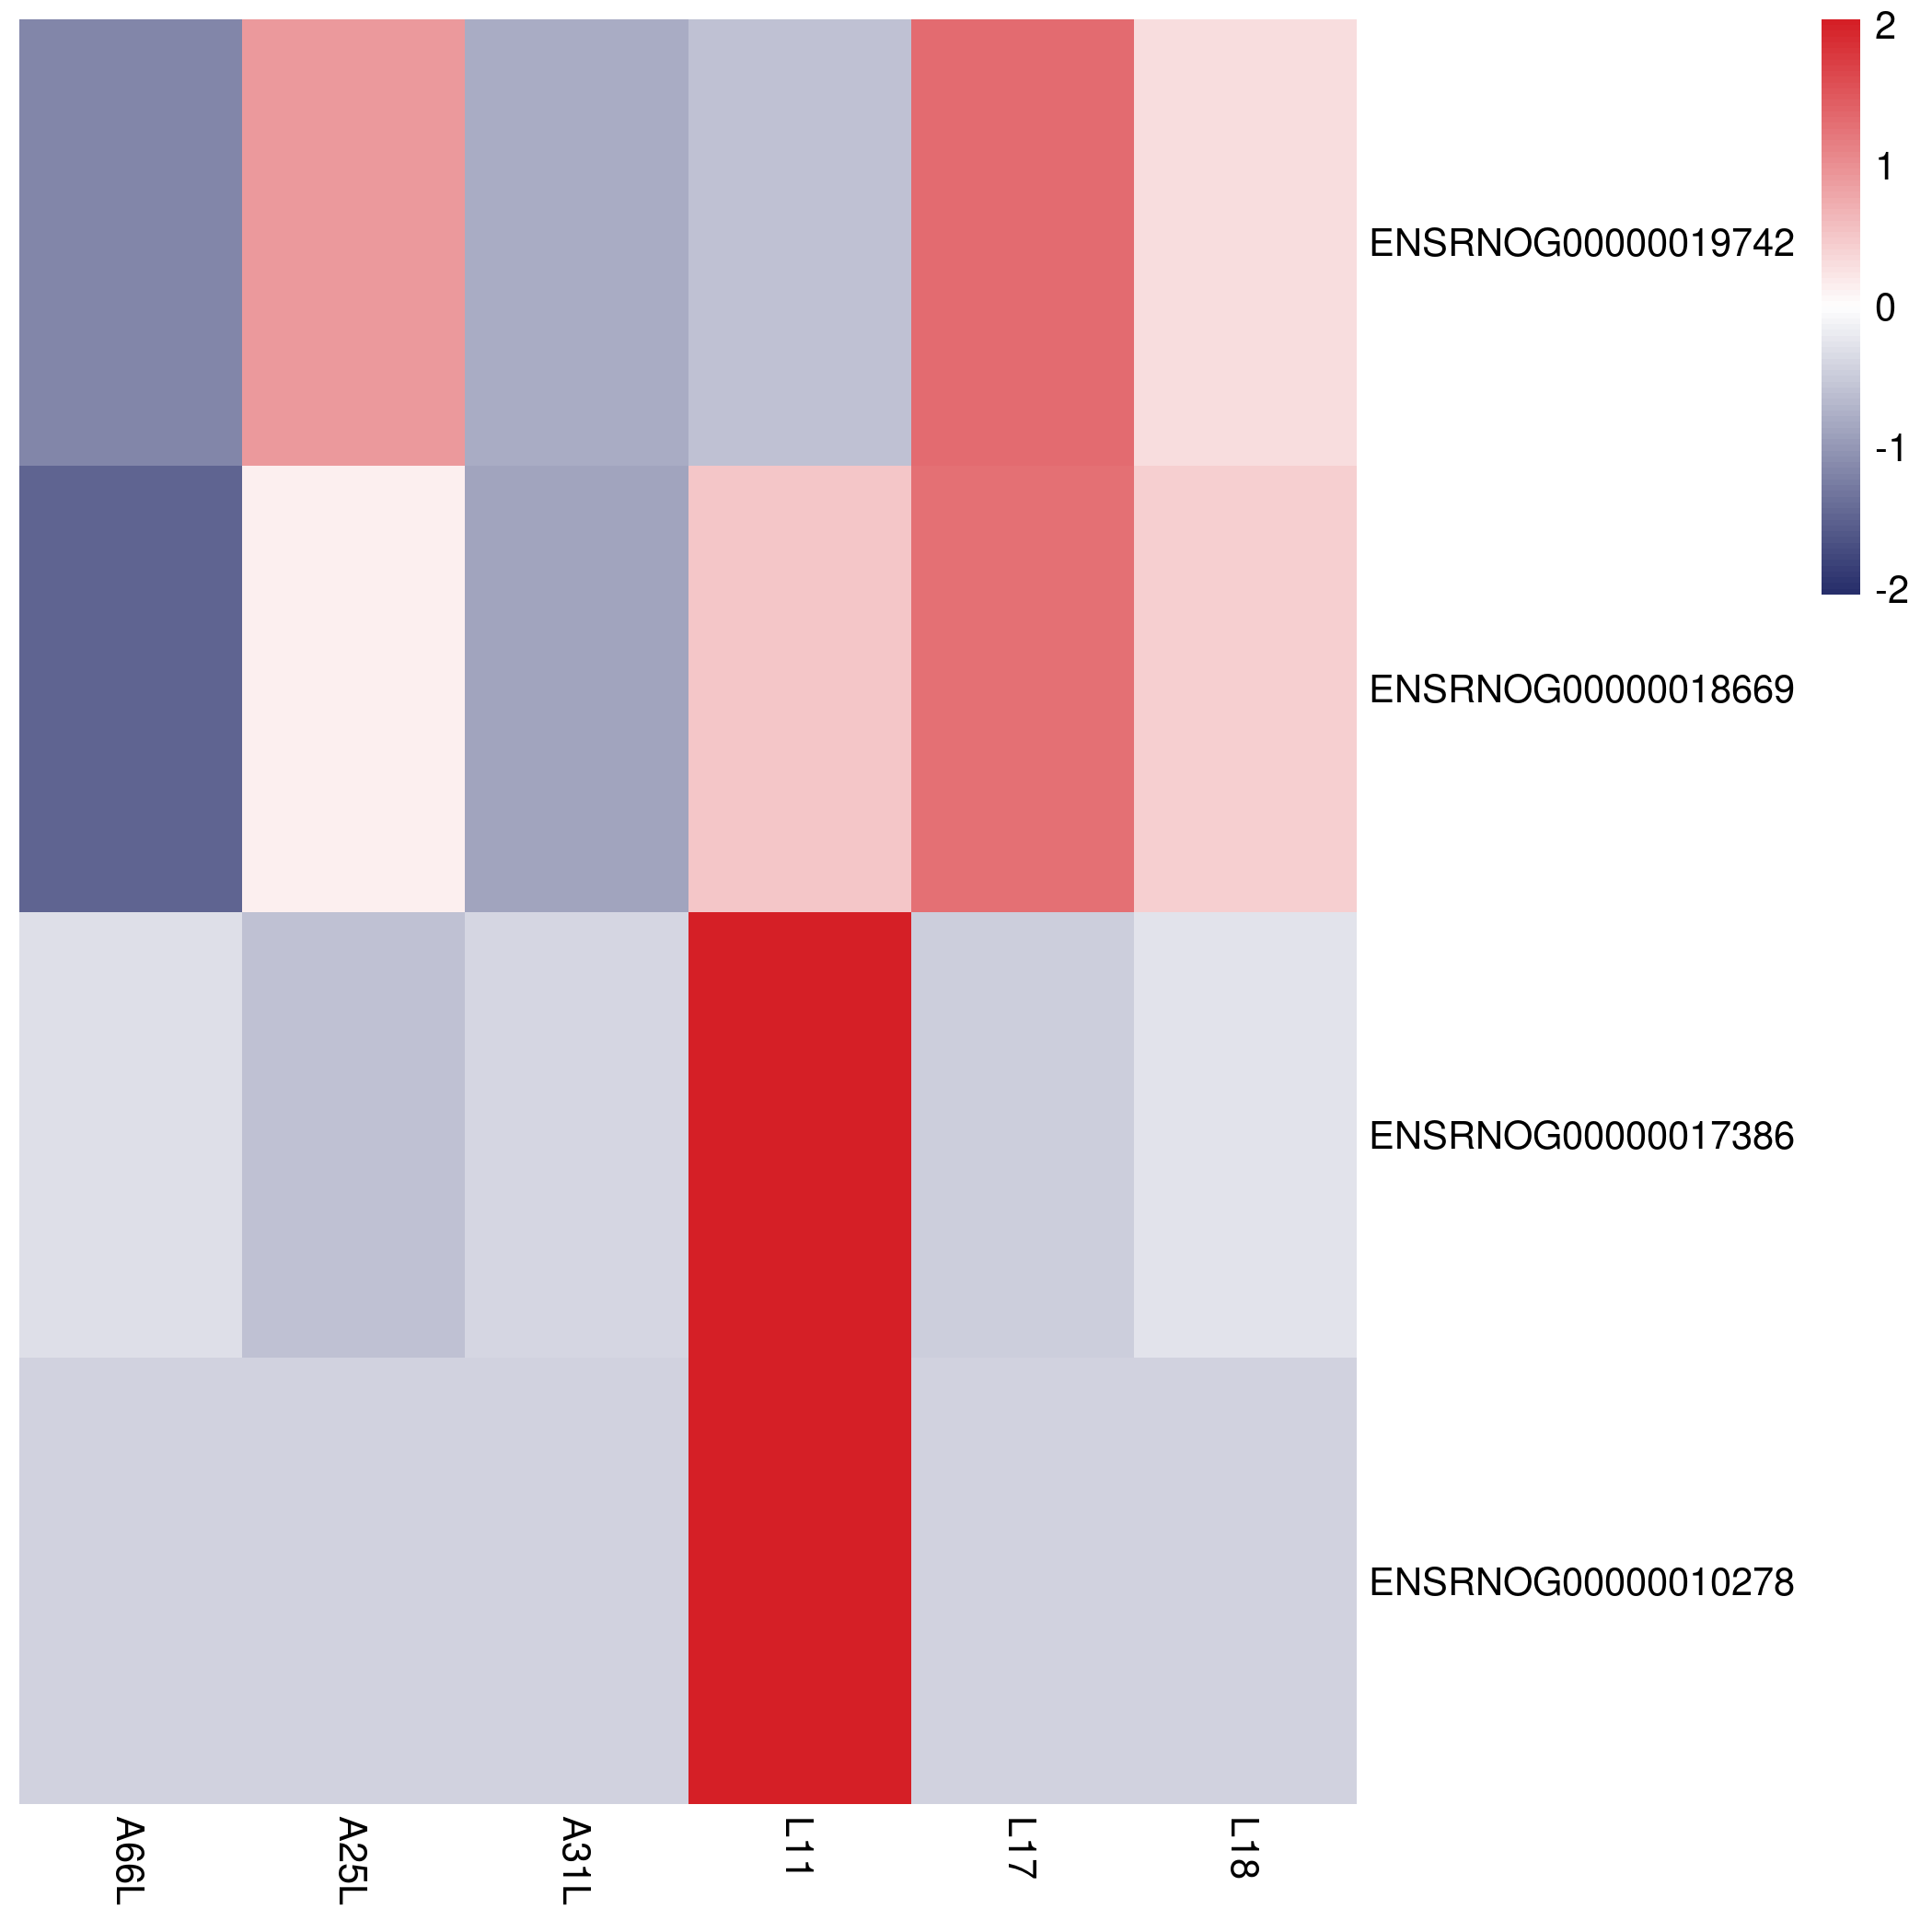 2
1
0
-1
-2
ENSRNOG00000019742
ENSRNOG00000018669
ENSRNOG00000017386
ENSRNOG00000010278
A66L
A25L
A31L
L11
L17
L18